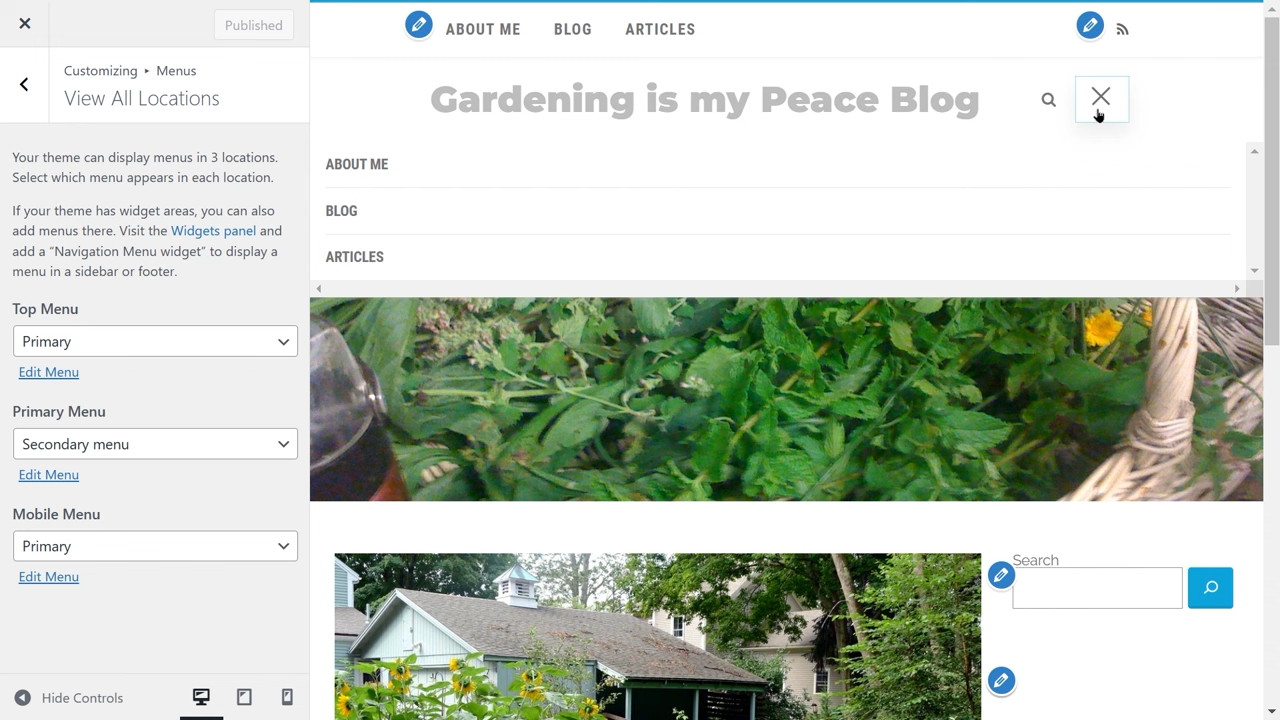 Published
Customizing ▸ Menus
View All Locations
Your theme can display menus in 3 locations.
Select which menu appears in each location.
If your theme has widget areas, you can also
add menus there. Visit the Widgets panel and
add a “Navigation Menu widget” to display a
menu in a sidebar or footer.
Top Menu
Primary
Edit Menu
Primary Menu
Secondary menu
Edit Menu
Mobile Menu
Primary
Edit Menu
Hide Controls
ABOUT ME BLOG ARTICLES
Gardening is my Peace Blog
ABOUT ME
BLOG
ARTICLES
Search